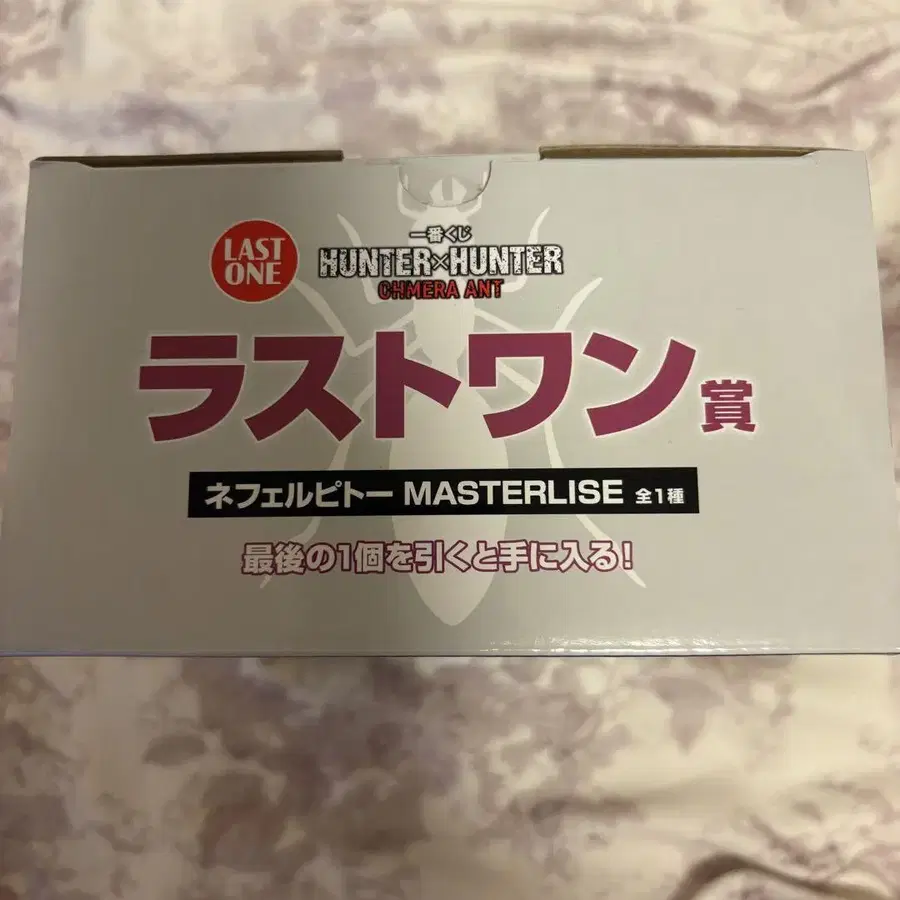 LAST
ONE
一番くじ
HUNTER×HUNTER
CHMERA ANT
ラストワン賞
ネフェルピトー MASTERLISE 全1種
最後の1個を引くと手に入る!